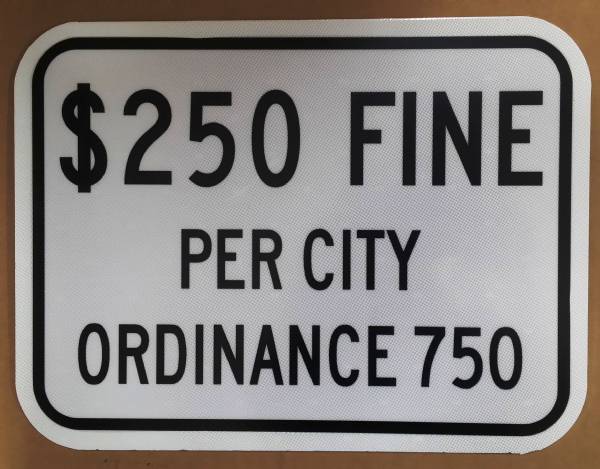 $250 FINE
PER CITY
ORDINANCE 750